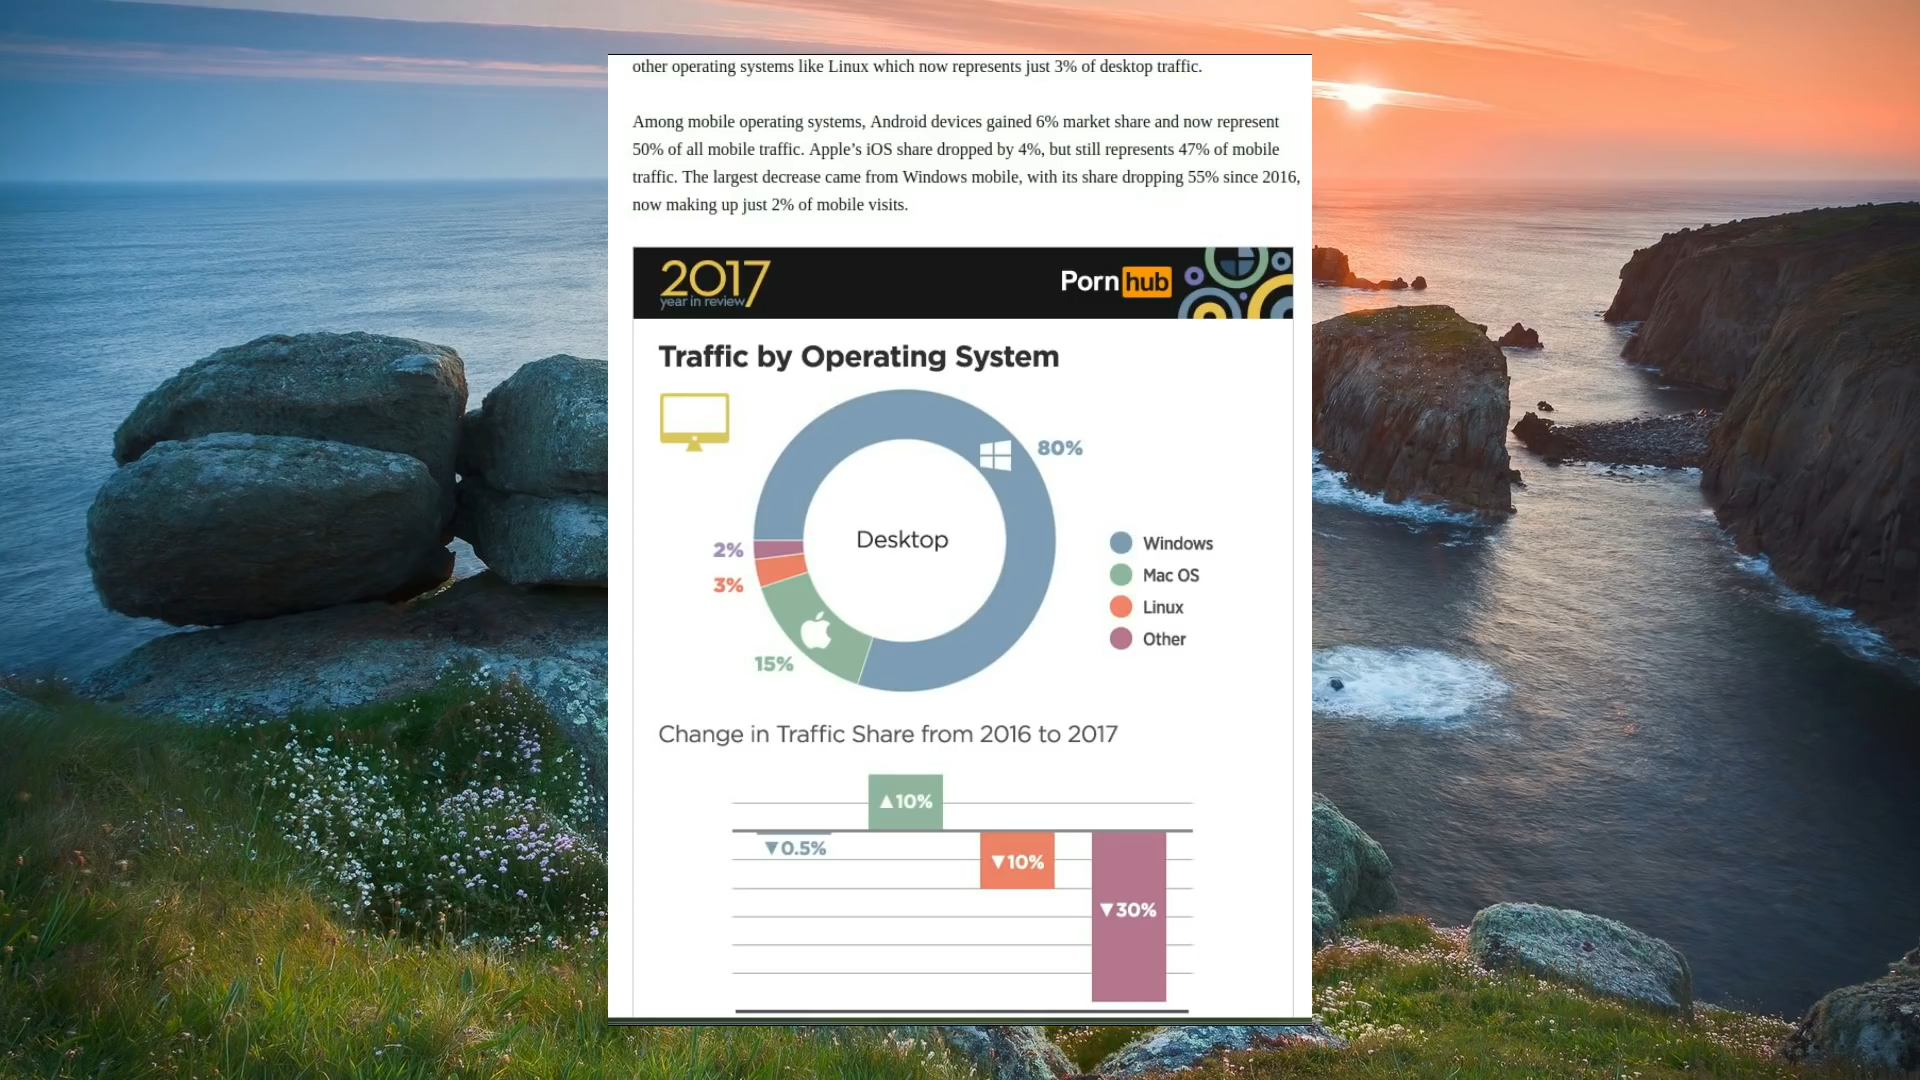 other operating systems like Linux which now represents just 3% of desktop traffic.
Among mobile operating systems, Android devices gained 6% market share and now represent
50% of all mobile traffic. Apple’s iOS share dropped by 4%, but still represents 47% of mobile
traffic. The largest decrease came from Windows mobile, with its share dropping 55% since 2016,
now making up just 2% of mobile visits.
2017
year in review
Porn hub
Traffic by Operating System
80%
Desktop
2%
3%
15%
Windows
Mac OS
Linux
Other
Change in Traffic Share from 2016 to 2017
▲10%
▼0.5%
▼10%
▼30%